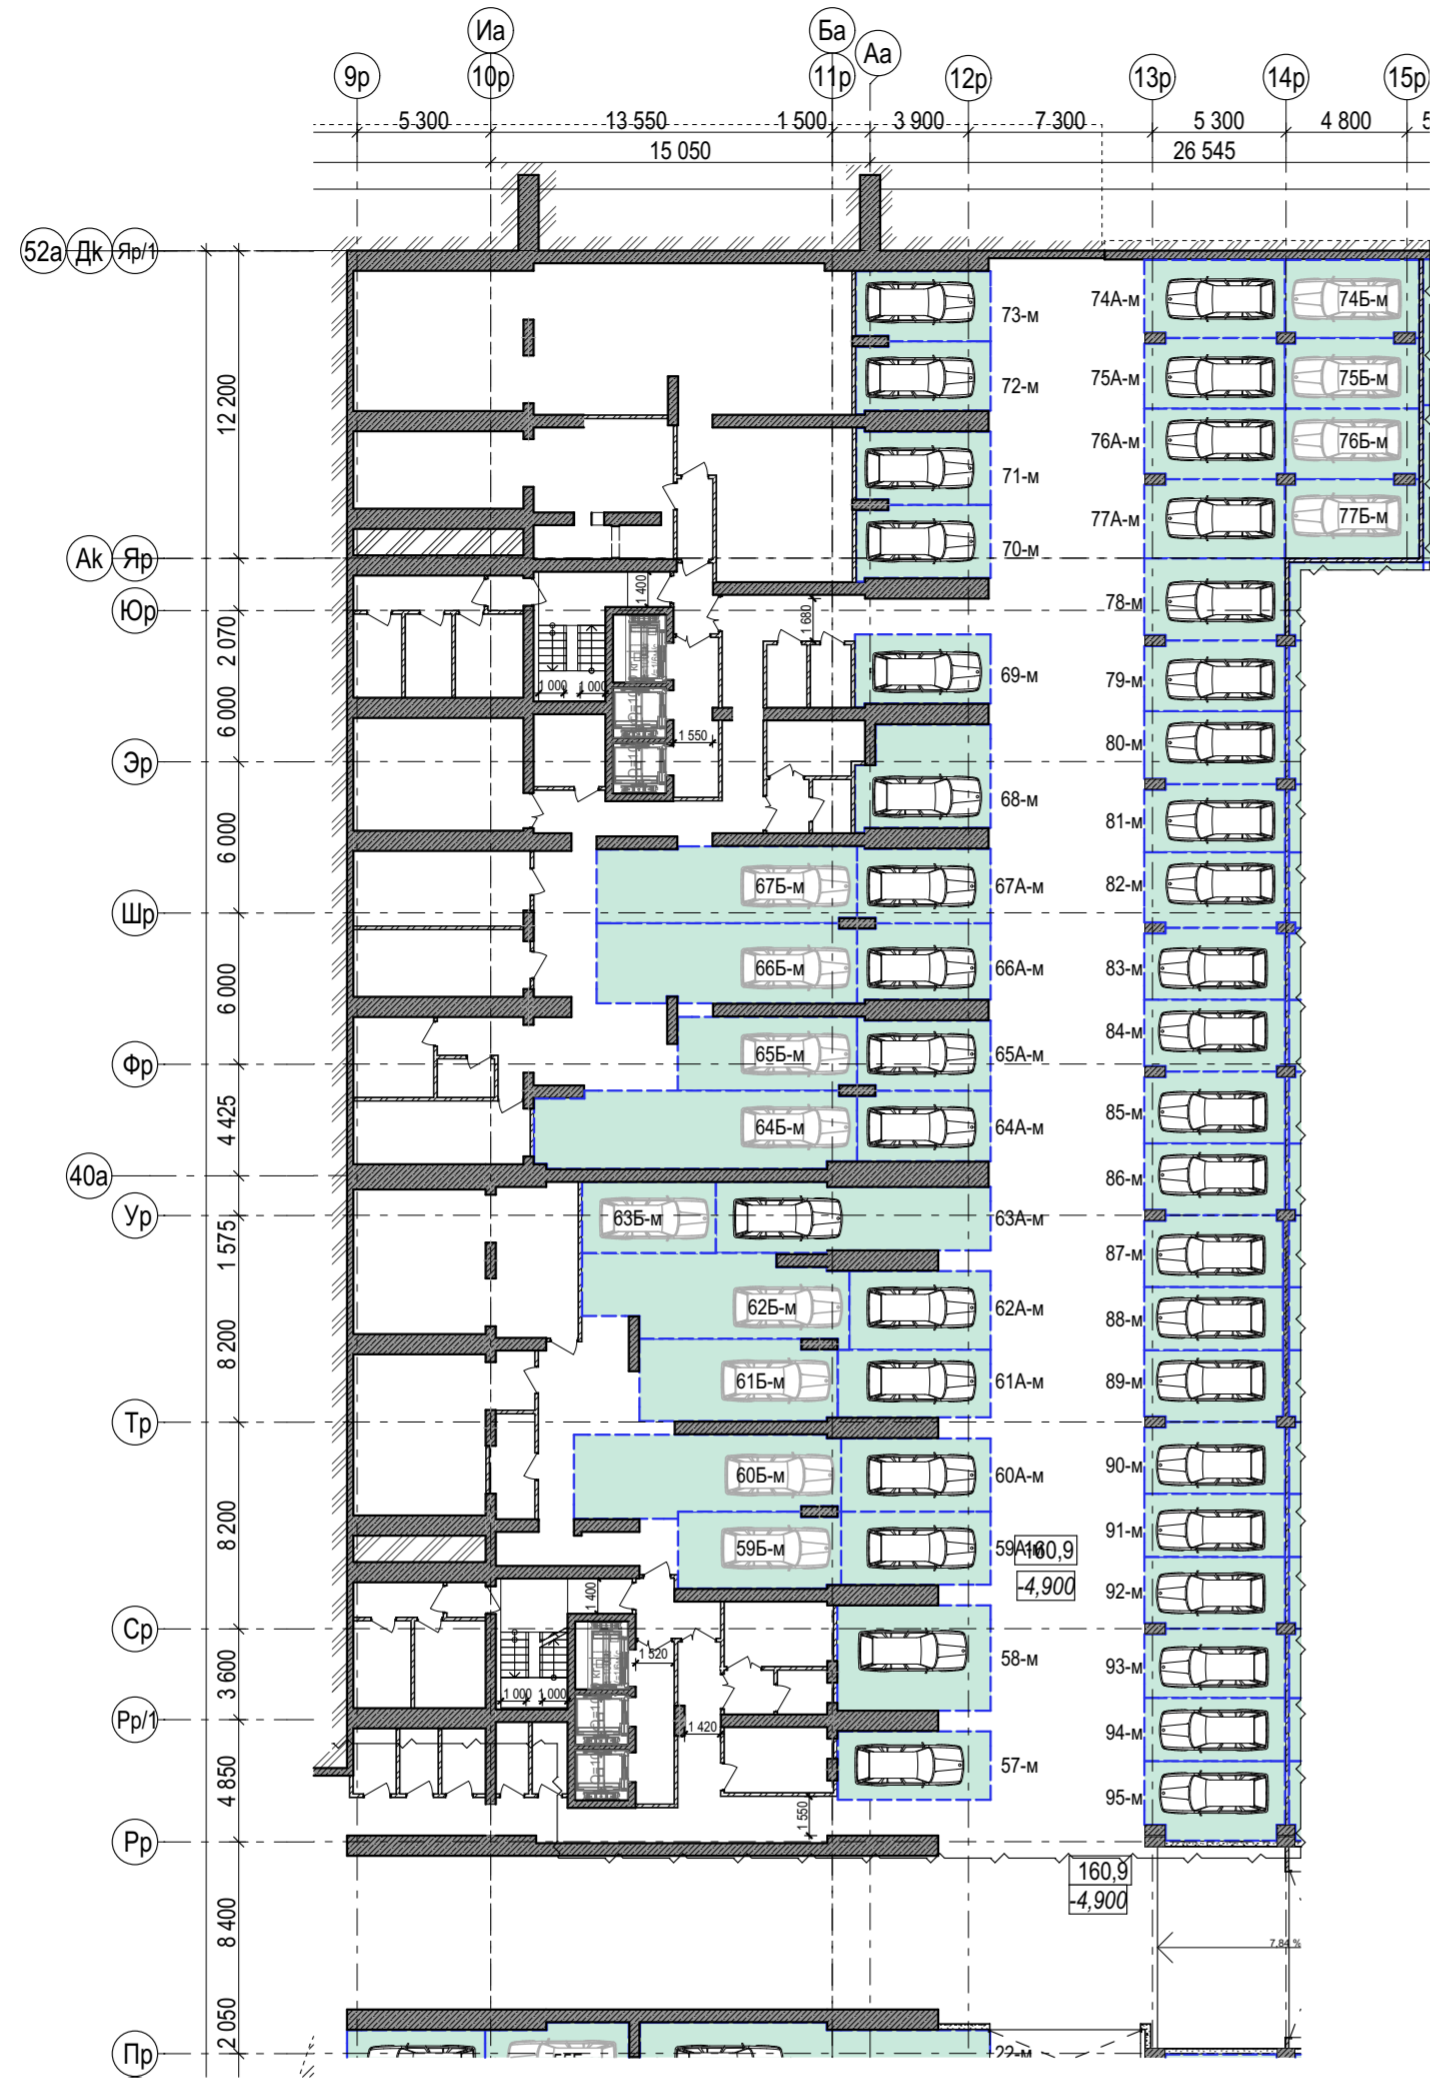 Иа
Ба
Аа
9р
10р
11р
12р
13р
14р
15р
5 300
13 550
1 500
3 900
7 300
5 300
4 800
15 050
26 545
52а
Дк
Яр/1
73-м
74А-м
74Б-м
72-м
75А-м
75Б-м
12 200
76А-м
76Б-м
71-м
77А-м
77Б-м
70-м
Ак
Яр
1 400
78-м
Юр
1 680
2 070
69-м
79-м
1 000
1 000
6 000
1 550
80-м
Эр
68-м
81-м
6 000
67Б-м
67А-м
82-м
Шр
66Б-м
66А-м
83-м
6 000
84-м
65Б-м
65А-м
Фр
85-м
4 425
64Б-м
64А-м
40а
86-м
Ур
63Б-м
63А-м
1 575
87-м
62Б-м
62А-м
88-м
8 200
61Б-м
61А-м
89-м
Тр
90-м
60Б-м
60А-м
8 200
91-м
59Б-м
59А-м
160,9
-4,900
92-м
1 400
Ср
1 520
58-м
93-м
3 600
1 000
1 000
Рр/1
1 420
94-м
57-м
4 850
95-м
1 550
Рр
160,9
-4,900
8 400
7,84 %
2 050
Пр
22-м